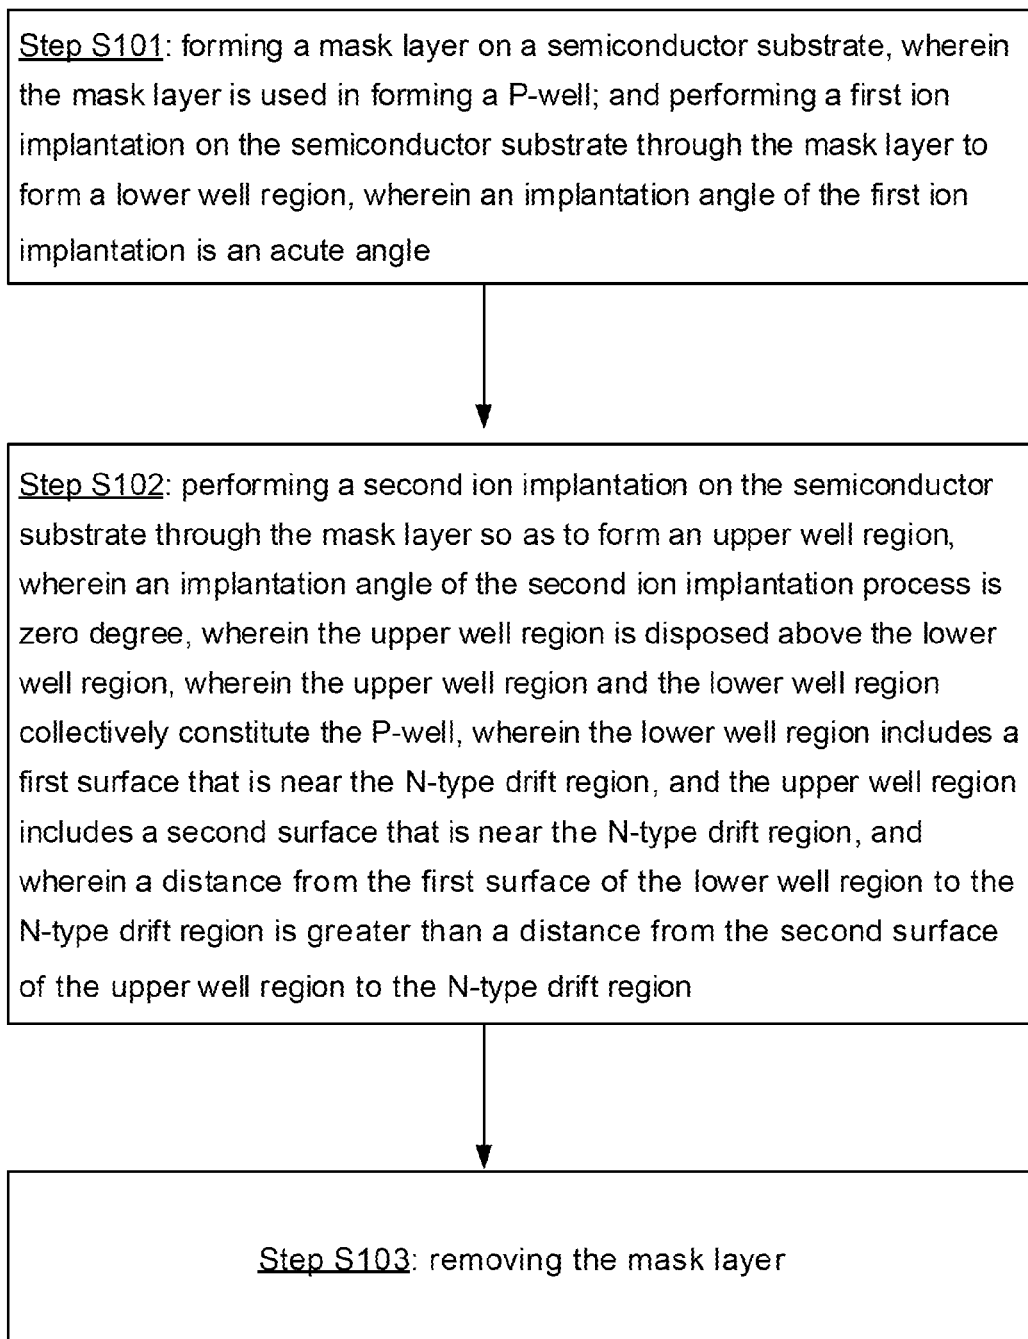 Step S101: forming a mask layer on a semiconductor substrate, wherein
the mask layer is used in forming a P-well; and performing a first ion
implantation on the semiconductor substrate through the mask layer to
form a lower well region, wherein an implantation angle of the first ion
implantation is an acute angle
Step S102: performing a second ion implantation on the semiconductor
substrate through the mask layer so as to form an upper well region,
wherein an implantation angle of the second ion implantation process is
zero degree, wherein the upper well region is disposed above the lower
well region, wherein the upper well region and the lower well region
collectively constitute the P-well, wherein the lower well region includes a
first surface that is near the N-type drift region, and the upper well region
includes a second surface that is near the N-type drift region, and
wherein a distance from the first surface of the lower well region to the
N-type drift region is greater than a distance from the second surface
of the upper well region to the N-type drift region
Step S103: removing the mask layer